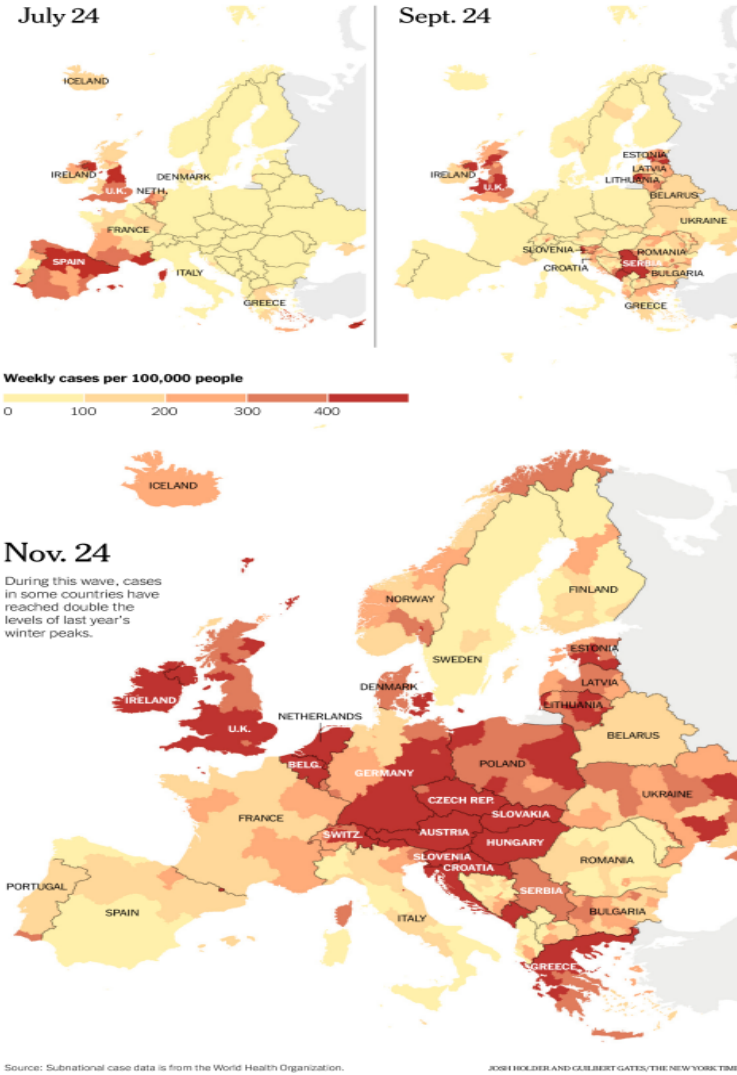 July 24
ICELAND
IRELAND
U.K.
DENMARK
NETH.
FRANCE
SPAIN
ITALY
GREECE
Sept. 24
IRELAND
U.K.
ESTONIA
LATVIA
LITHUANIA
BELARUS
UKRAINE
SLOVENIA
ROMANIA
CROATIA
SERBIA
BULGARIA
GREECE
Weekly cases per 100,000 people
0 100 200 300 400
ICELAND
Nov. 24
During this wave, cases
in some countries have
reached double the
levels of last year’s
winter peaks.
NORWAY
FINLAND
SWEDEN
ESTONIA
LATVIA
LITHUANIA
DENMARK
IRELAND
U.K.
NETHERLANDS
BELARUS
BELG.
GERMANY
POLAND
UKRAINE
CZECH REP.
SLOVAKIA
FRANCE
SWITZ.
AUSTRIA
HUNGARY
SLOVENIA
CROATIA
ROMANIA
PORTUGAL
SPAIN
ITALY
SERBIA
BULGARIA
GREECE
Source: Subnational case data is from the World Health Organization.
JOSH HOLDER AND GUILBERT GATES/THE NEW YORK TIM